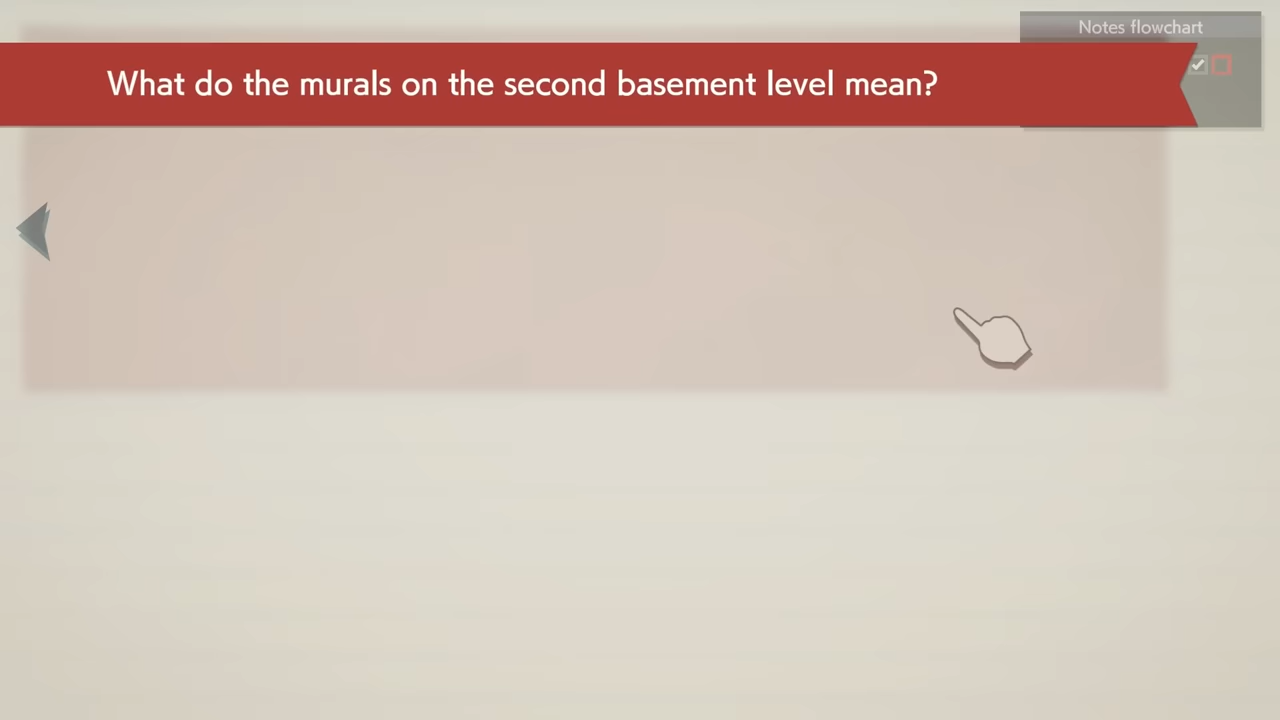 Notes flowchart
What do the murals on the second basement level mean?